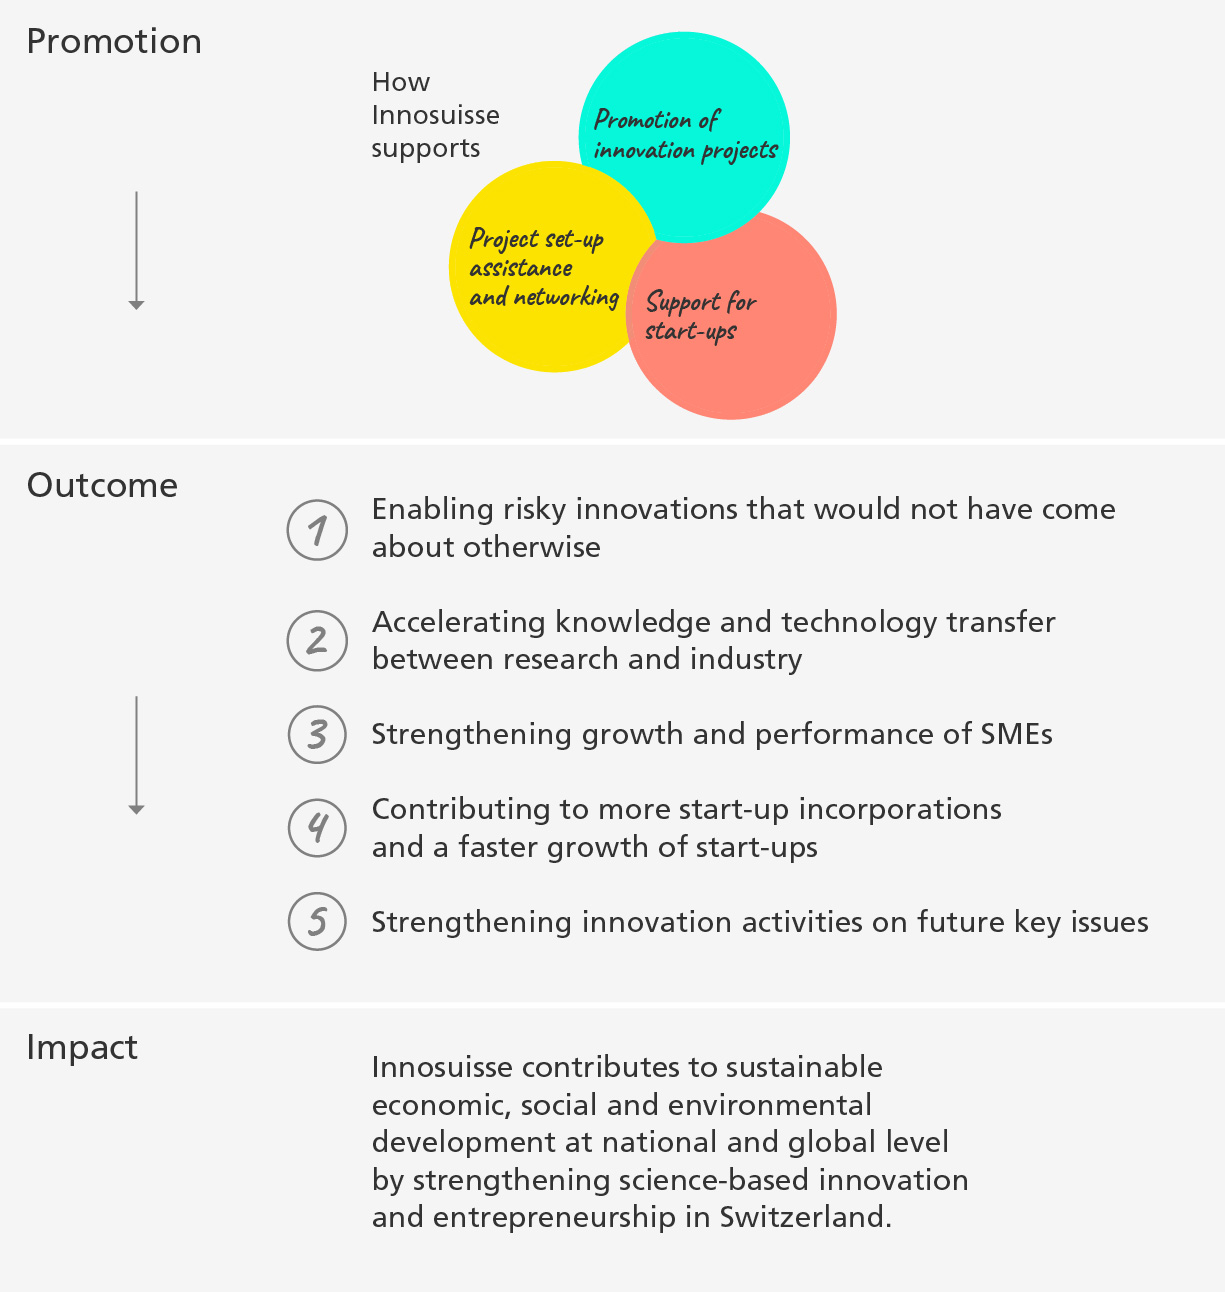 Promotion
How
Innosuisse
supports
Promotion of
innovation projects
Project set-up
assistance
and networking
Support for
start-ups
Outcome
1
Enabling risky innovations that would not have come
about otherwise
2
Accelerating knowledge and technology transfer
between research and industry
3
Strengthening growth and performance of SMEs
4
Contributing to more start-up incorporations
and a faster growth of start-ups
5
Strengthening innovation activities on future key issues
Impact
Innosuisse contributes to sustainable
economic, social and environmental
development at national and global level
by strengthening science-based innovation
and entrepreneurship in Switzerland.